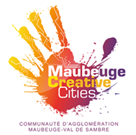 Maubeuge
Creative
Cities
COMMUNAUTÉ D'AGGLOMÉRATION
MAUBEUGE-VAL DE SAMBRE